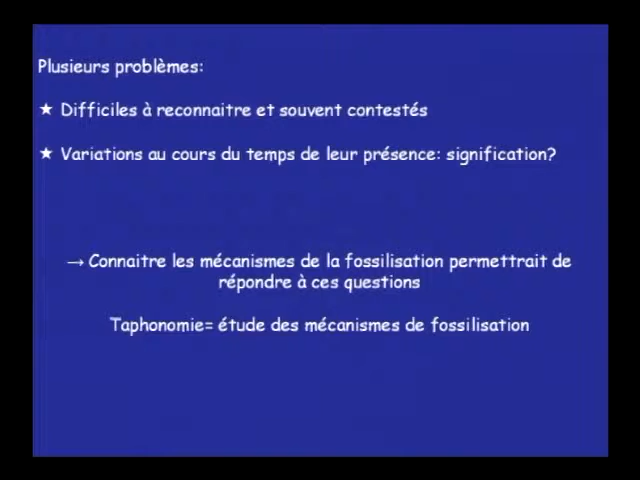 Plusieurs problèmes:
★ Difficiles à reconnaitre et souvent contestés
★ Variations au cours du temps de leur présence: signification?
→ Connaitre les mécanismes de la fossilisation permettrait de
répondre à ces questions
Taphonomie= étude des mécanismes de fossilisation